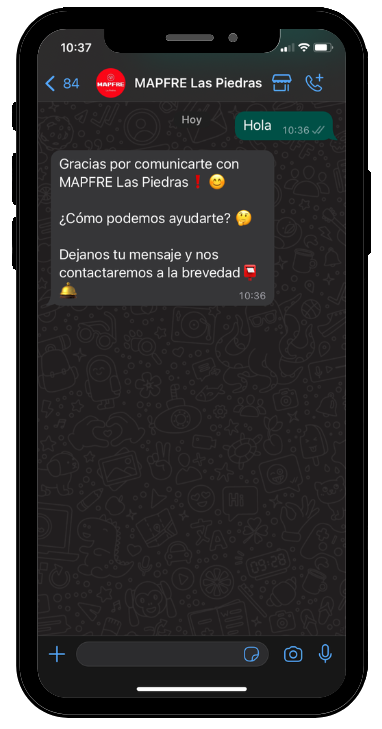 10:37
84
MAPFRE
MAPFRE Las Piedras
Hoy
Hola 10:36
Gracias por comunicarte con
MAPFRE Las Piedras❗😊
¿Cómo podemos ayudarte? 🤔
Dejanos tu mensaje y nos
contactaremos a la brevedad📮
🛎️ 10:36